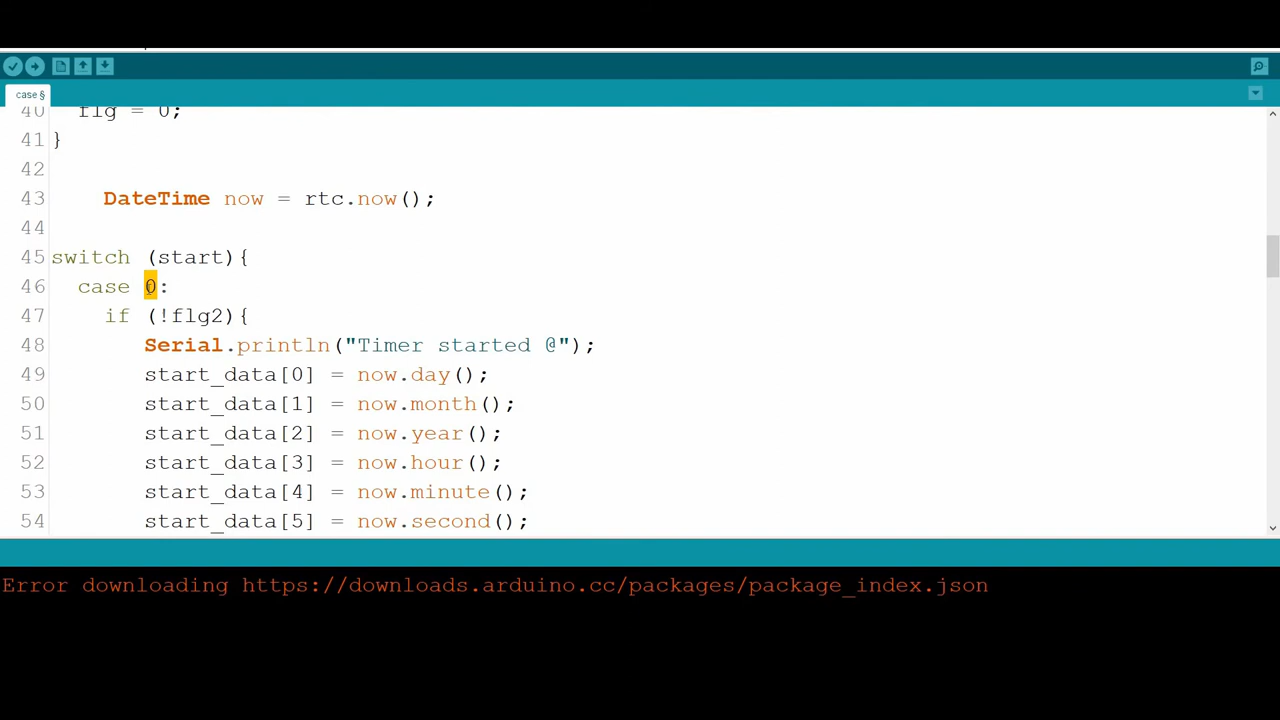 case §
40 flg = 0;
41 }
42
43 DateTime now = rtc.now();
44
45 switch (start){
46 case 0:
47 if (!flg2){
48 Serial.println("Timer started @");
49 start_data[0] = now.day();
50 start_data[1] = now.month();
51 start_data[2] = now.year();
52 start_data[3] = now.hour();
53 start_data[4] = now.minute();
54 start_data[5] = now.second();
Error downloading https://downloads.arduino.cc/packages/package_index.json